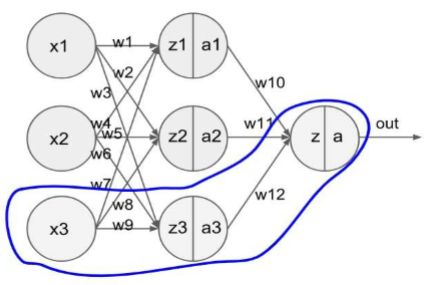 x1 w1 z1 a1
w2
w3 w10
w4
x2 w5 z2 a2 w11 z a out
w6
w7
w8 w12
x3 w9 z3 a3